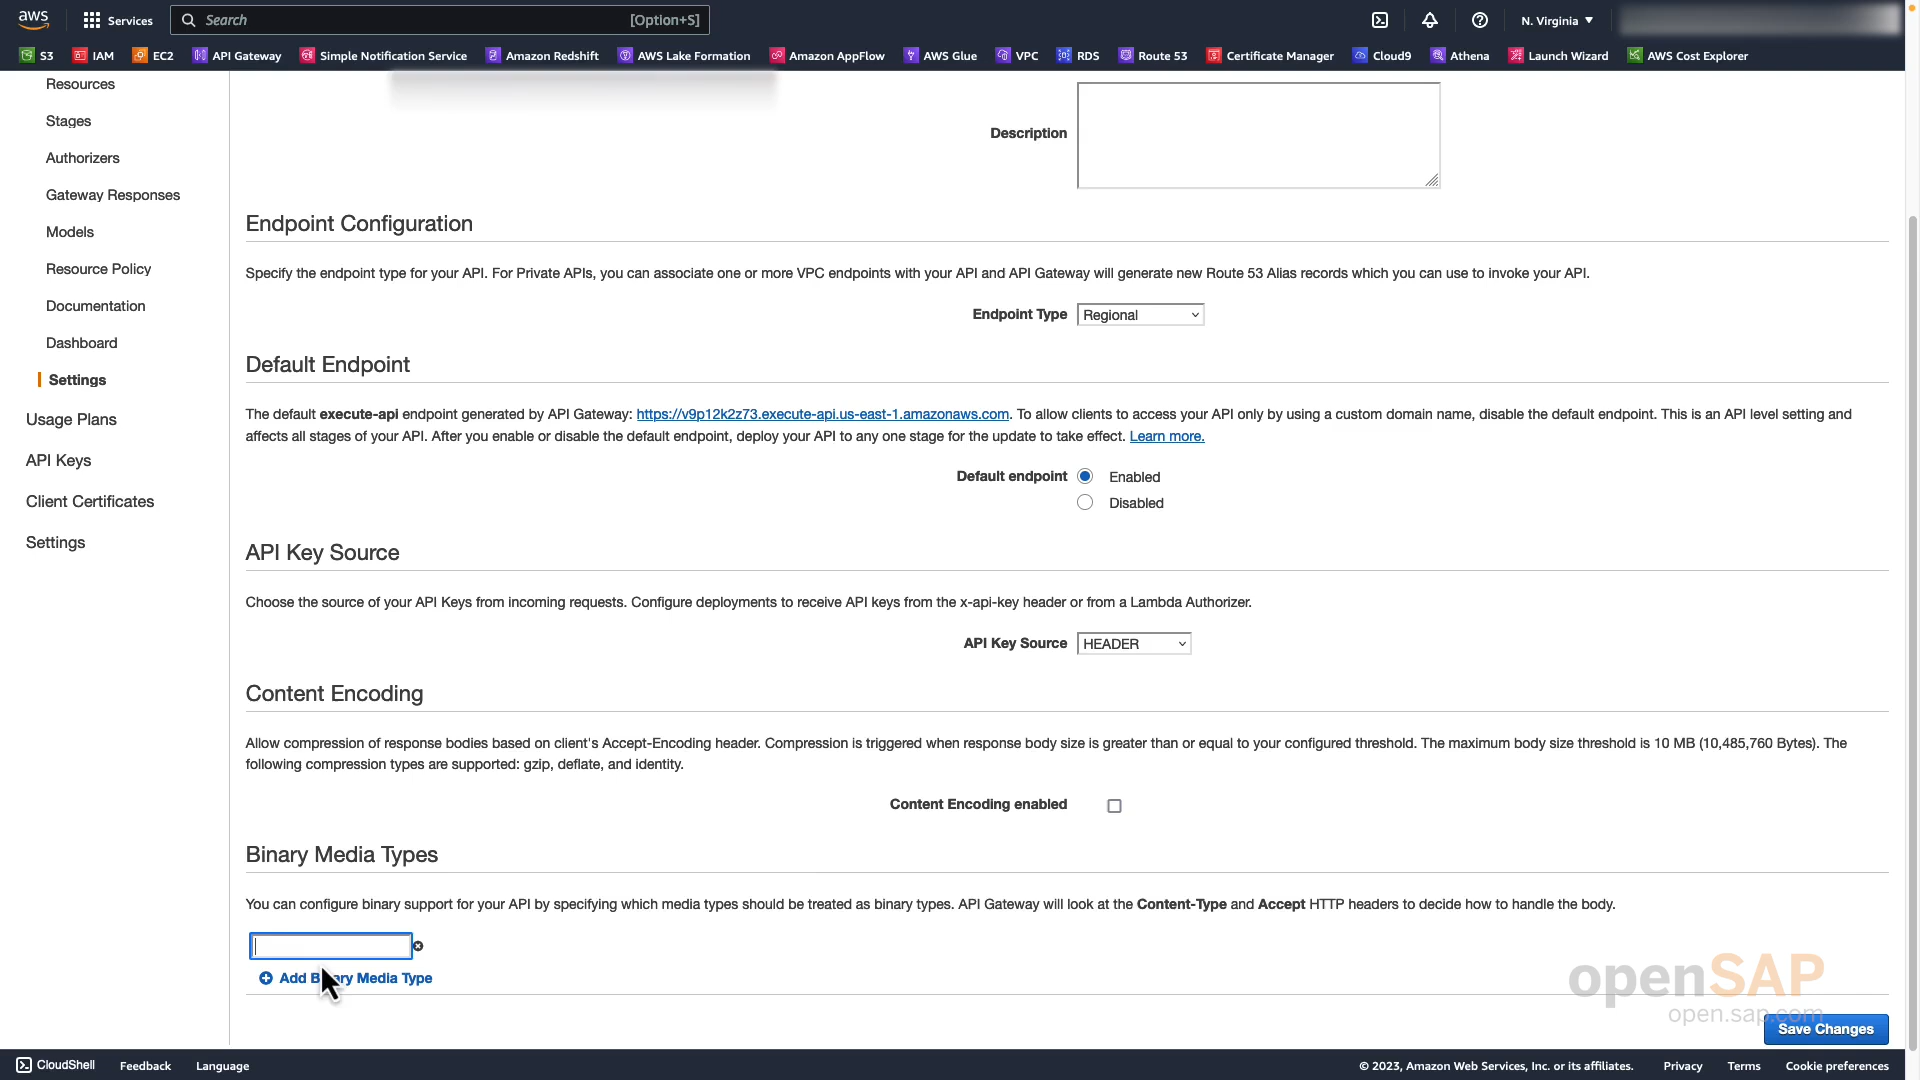 aws
Services
Search
[Option+S]
N. Virginia
S3
IAM
EC2
API Gateway
Simple Notification Service
Amazon Redshift
AWS Lake Formation
Amazon AppFlow
AWS Glue
VPC
RDS
Route 53
Certificate Manager
Cloud9
Athena
Launch Wizard
AWS Cost Explorer
Resources
Stages
Authorizers
Gateway Responses
Models
Resource Policy
Documentation
Dashboard
Settings
Usage Plans
API Keys
Client Certificates
Settings
Description
Endpoint Configuration
Specify the endpoint type for your API. For Private APIs, you can associate one or more VPC endpoints with your API and API Gateway will generate new Route 53 Alias records which you can use to invoke your API.
Endpoint Type Regional
Default Endpoint
The default execute-api endpoint generated by API Gateway: https://v9p12k2z73.execute-api.us-east-1.amazonaws.com. To allow clients to access your API only by using a custom domain name, disable the default endpoint. This is an API level setting and
affects all stages of your API. After you enable or disable the default endpoint, deploy your API to any one stage for the update to take effect. Learn more.
Default endpoint Enabled
Disabled
API Key Source
Choose the source of your API Keys from incoming requests. Configure deployments to receive API keys from the x-api-key header or from a Lambda Authorizer.
API Key Source HEADER
Content Encoding
Allow compression of response bodies based on client's Accept-Encoding header. Compression is triggered when response body size is greater than or equal to your configured threshold. The maximum body size threshold is 10 MB (10,485,760 Bytes). The
following compression types are supported: gzip, deflate, and identity.
Content Encoding enabled
Binary Media Types
You can configure binary support for your API by specifying which media types should be treated as binary types. API Gateway will look at the Content-Type and Accept HTTP headers to decide how to handle the body.
Add Binary Media Type
openSAP
open.sap.com
Save Changes
CloudShell
Feedback
Language
© 2023, Amazon Web Services, Inc. or its affiliates.
Privacy
Terms
Cookie preferences